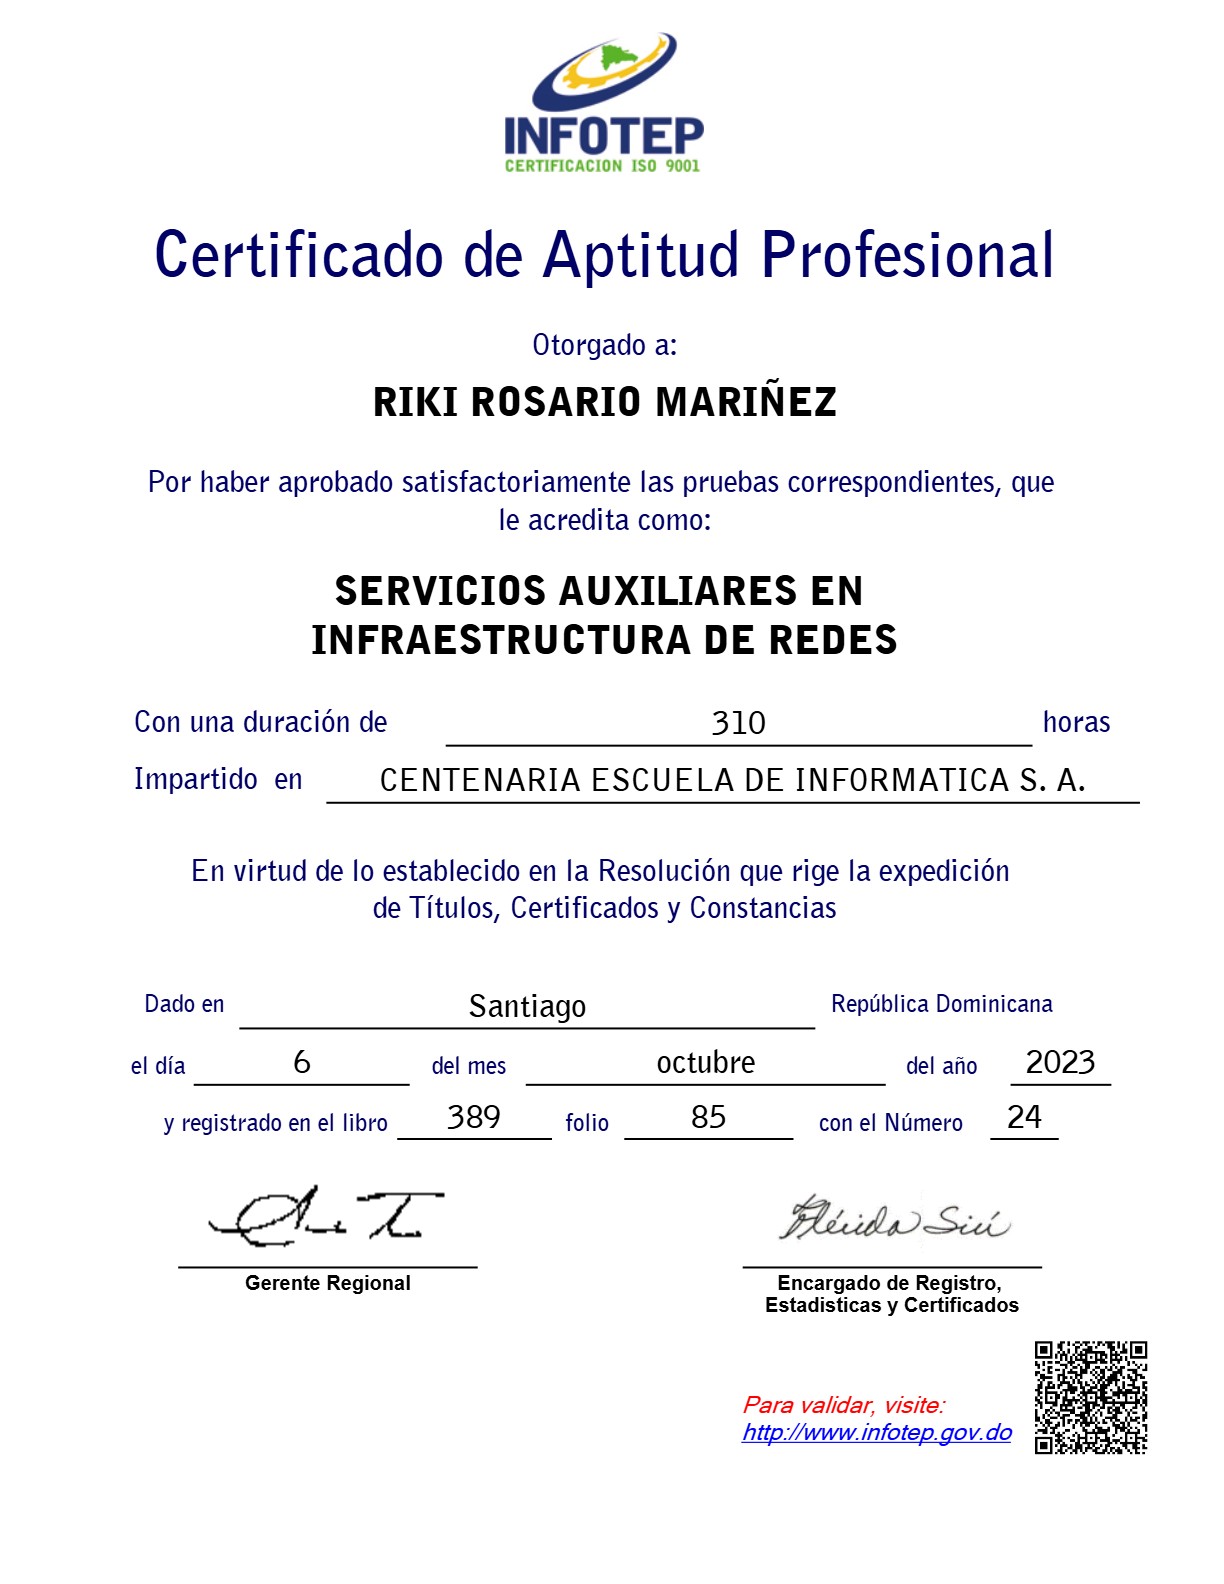 INFOTEP
CERTIFICACION ISO 9001
Certificado de Aptitud Profesional
Otorgado a:
RIKI ROSARIO MARIÑEZ
Por haber aprobado satisfactoriamente las pruebas correspondientes, que
le acredita como:
SERVICIOS AUXILIARES EN
INFRAESTRUCTURA DE REDES
Con una duración de 310 horas
Impartido en CENTENARIA ESCUELA DE INFORMATICA S. A.
En virtud de lo establecido en la Resolución que rige la expedición
de Títulos, Certificados y Constancias
Dado en Santiago República Dominicana
el día 6 del mes octubre del año 2023
y registrado en el libro 389 folio 85 con el Número 24
Gerente Regional
Encargado de Registro,
Estadisticas y Certificados
Para validar, visite:
http://www.infotep.gov.do